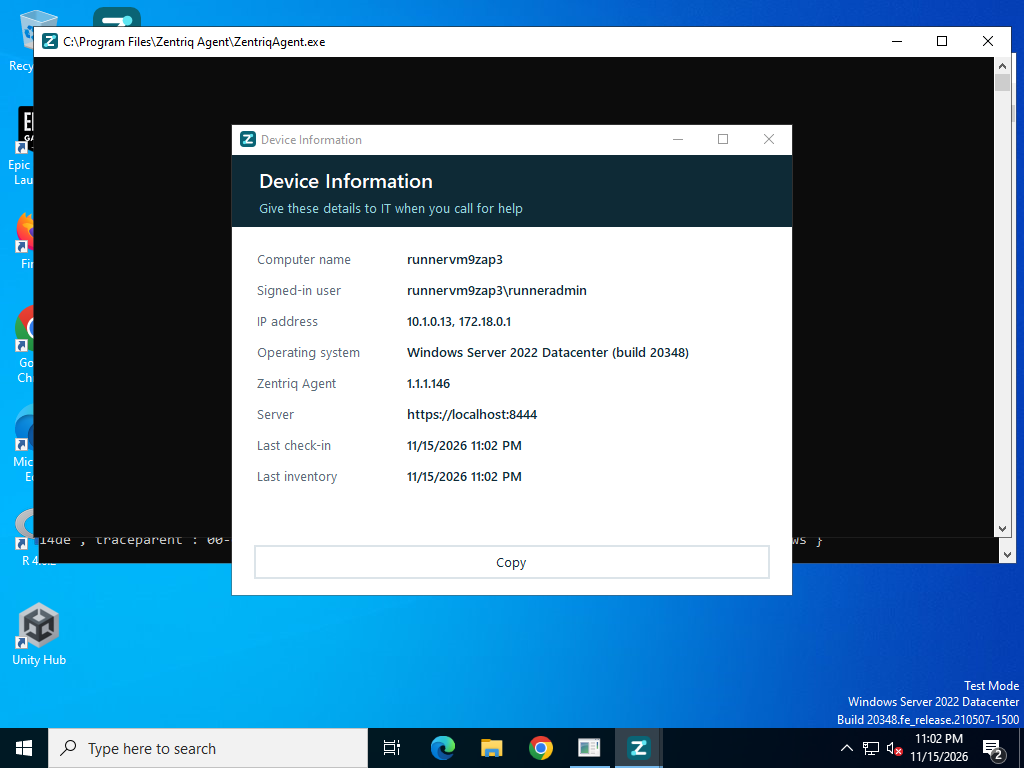 Recy
C:\Program Files\Zentriq Agent\ZentriqAgent.exe
Epic
Lau
Fir
Go
Ch
Mic
E
R 4
Unity Hub
Device Information
Device Information
Give these details to IT when you call for help
Computer name runnervm9zap3
Signed-in user runnervm9zap3\runneradmin
IP address 10.1.0.13, 172.18.0.1
Operating system Windows Server 2022 Datacenter (build 20348)
Zentriq Agent 1.1.1.146
Server https://localhost:8444
Last check-in 11/15/2026 11:02 PM
Last inventory 11/15/2026 11:02 PM
Copy
Test Mode
Windows Server 2022 Datacenter
Build 20348.fe_release.210507-1500
Type here to search
11:02 PM
11/15/2026
2